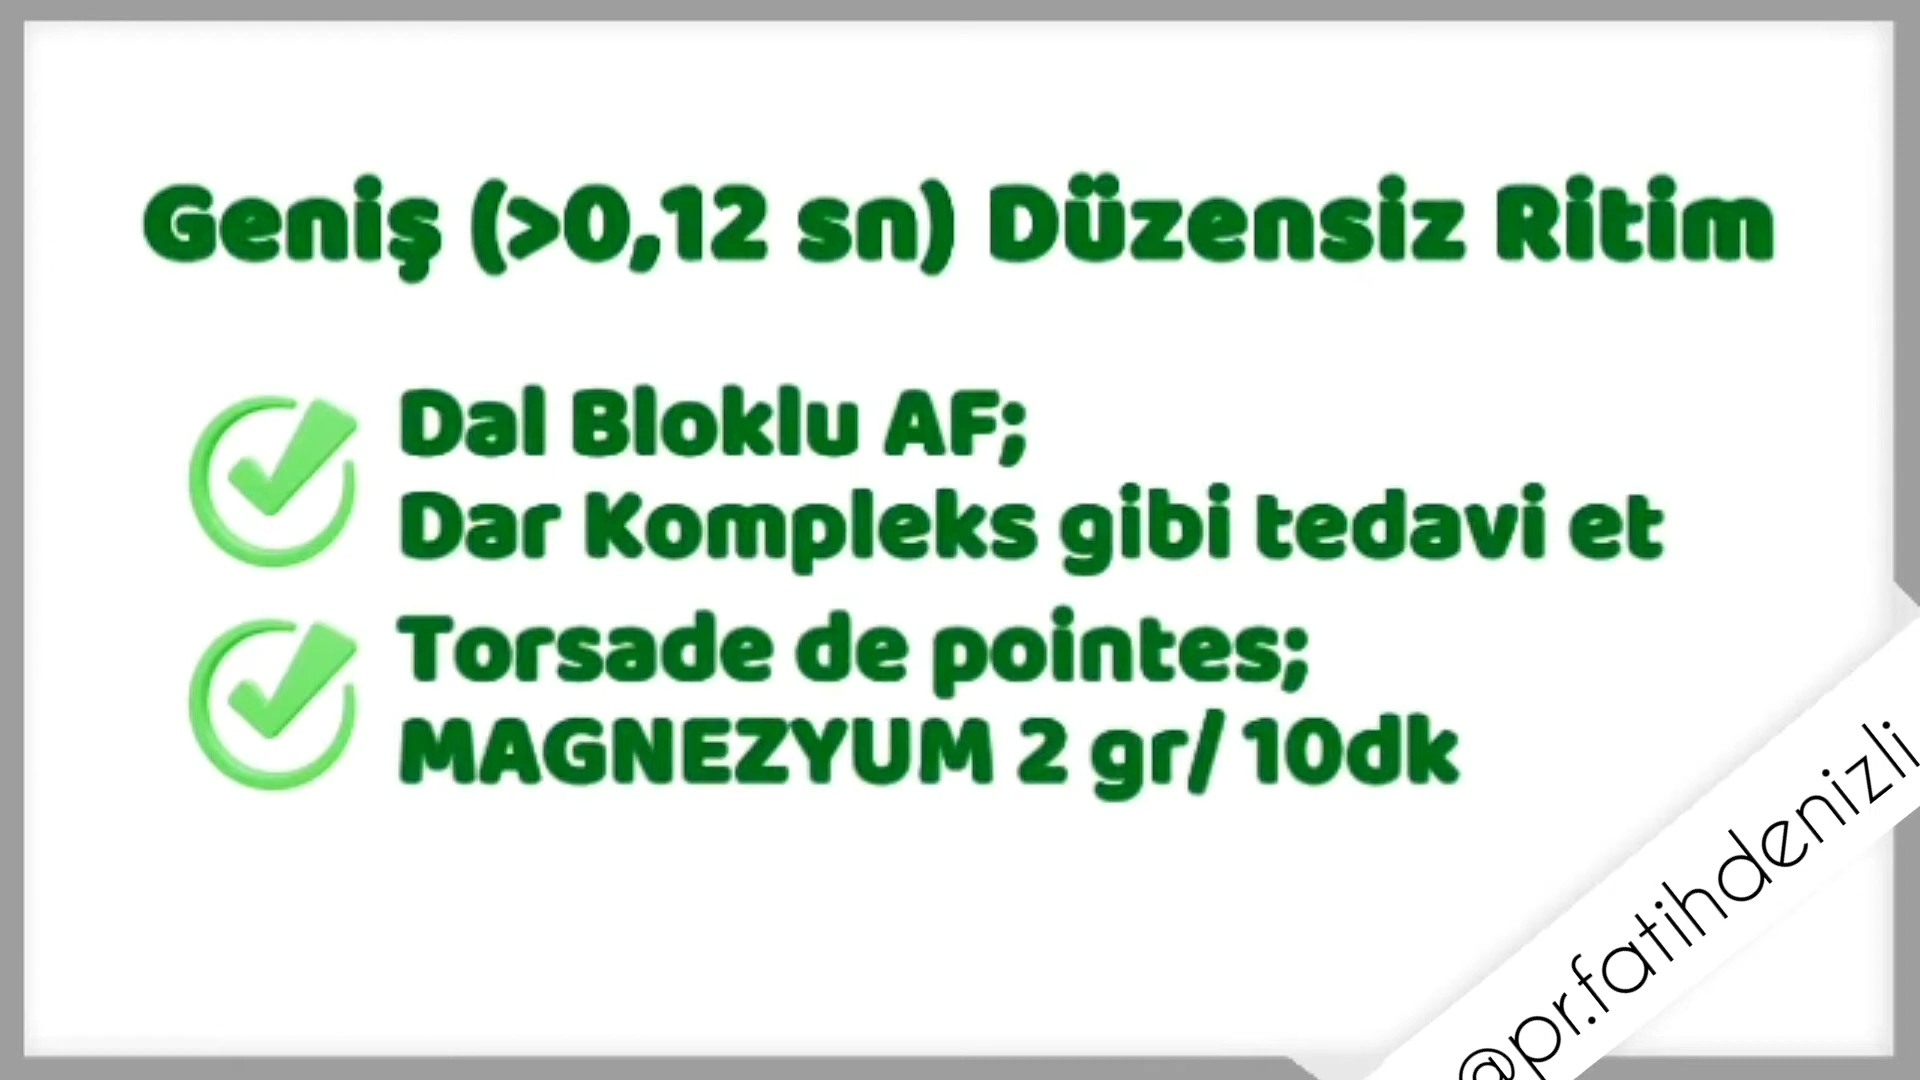 Geniş (>0,12 sn) Düzensiz Ritim
Dal Bloklu AF;
Dar Kompleks gibi tedavi et
Torsade de pointes;
MAGNEZYUM 2 gr/ 10dk
@pr.fatihdenizli